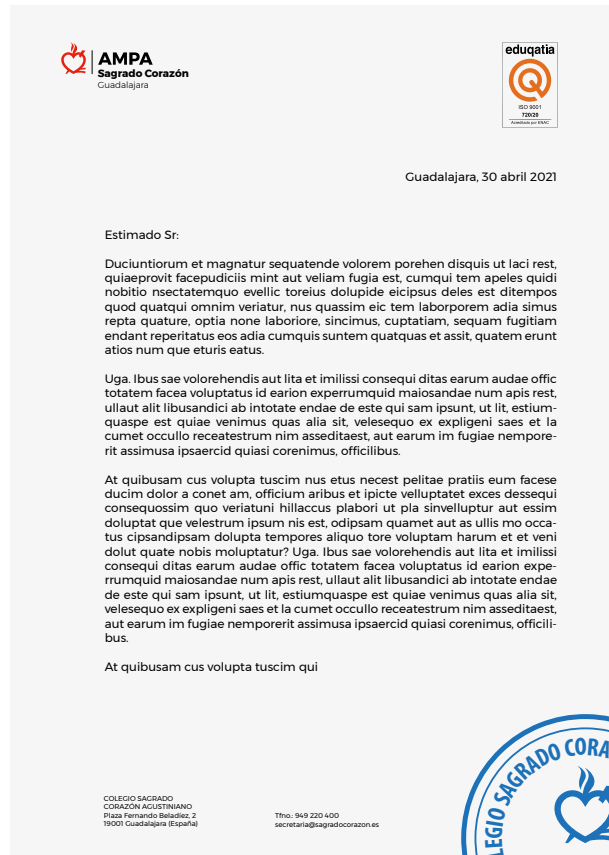 AMPA
Sagrado Corazón
Guadalajara
eduqatia
ISO 9001
720/20
Acreditado por ENAC
Guadalajara, 30 abril 2021
Estimado Sr:
Duciuntiorum et magnatur sequatende volorem porehen disquis ut laci rest,
quiaeprovit facepudiciis mint aut veliam fugia est, cumqui tem apeles quidi
nobitio nsectatemquo evellic toreius dolupide eicipsus deles est ditempos
quod quatqui omnim veriatur, nus quassim eic tem laborporem adia simus
repta quature, optia none laboriore, sincimus, cuptatiam, sequam fugitiam
endant reperitatus eos adia cumquis suntem quatquas et assit, quatem erunt
atios num que eturis eatus.
Uga. Ibus sae volorehendis aut lita et imilissi consequi ditas earum audae offic
totatem facea voluptatus id earion experrumquid maiosandae num apis rest,
ullaut alit libusandici ab intotate endae de este qui sam ipsunt, ut lit, estium-
quaspe est quiae venimus quas alia sit, velesequo ex expligeni saes et la
cumet occullo receatestrum nim asseditaest, aut earum im fugiae nempore-
rit assimusa ipsaercid quiasi corenimus, officilibus.
At quibusam cus volupta tuscim nus etus necest pelitae pratiis eum facese
ducim dolor a conet am, officium aribus et ipicte velluptatet exces dessequi
consequossim quo veriatuni hillaccus plabori ut pla sinvelluptur aut essim
doluptat que velestrum ipsum nis est, odipsam quamet aut as ullis mo occa-
tus cipsandipsam dolupta tempores aliquo tore voluptam harum et et veni
dolut quate nobis moluptatur? Uga. Ibus sae volorehendis aut lita et imilissi
consequi ditas earum audae offic totatem facea voluptatus id earion expe-
rrumquid maiosandae num apis rest, ullaut alit libusandici ab intotate endae
de este qui sam ipsunt, ut lit, estiumquaspe est quiae venimus quas alia sit,
velesequo ex expligeni saes et la cumet occullo receatestrum nim asseditaest,
aut earum im fugiae nemporerit assimusa ipsaercid quiasi corenimus, officili-
bus.
At quibusam cus volupta tuscim qui
COLEGIO SAGRADO
CORAZÓN AGUSTINIANO
Plaza Fernando Beladíez, 2
19001 Guadalajara (España)
Tfno.: 949 220 400
secretaria@sagradocorazon.es
LEGIO SAGRADO CORA